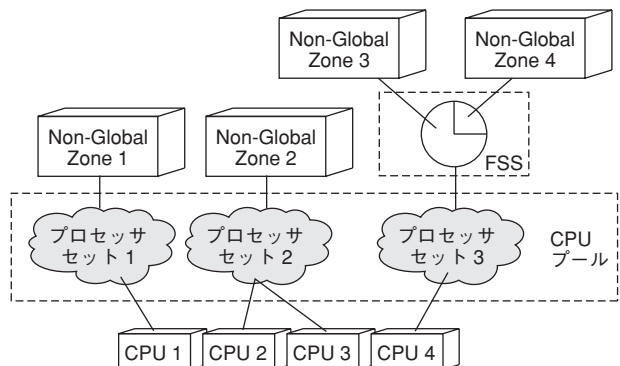 Non-Global
Zone 3
Non-Global
Zone 4
Non-Global
Zone 1
Non-Global
Zone 2
FSS
プロセッサ
セット1
プロセッサ
セット2
プロセッサ
セット3
CPU
プール
CPU 1
CPU 2
CPU 3
CPU 4